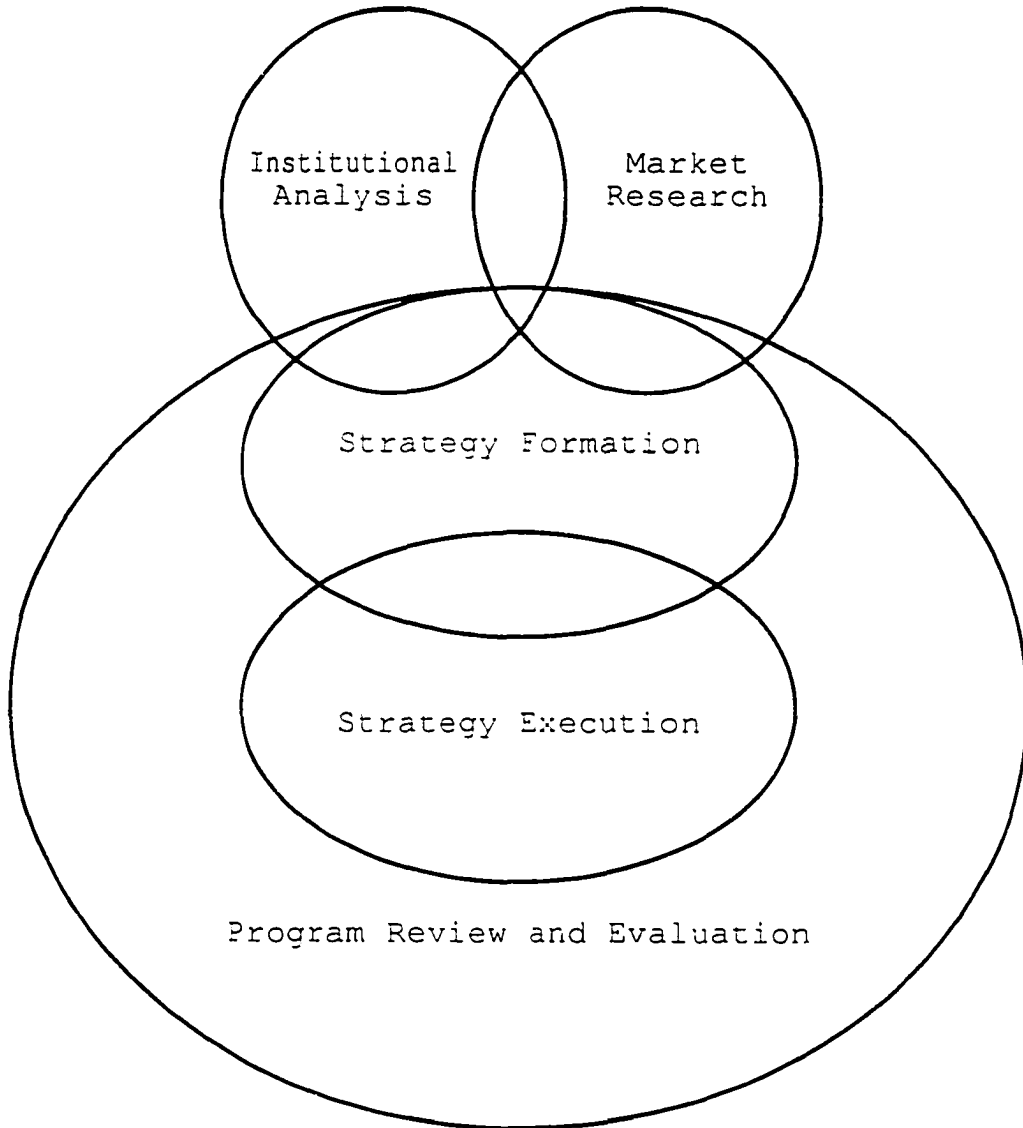 Institutional
Analysis
Market
Research
Strategy Formation
Strategy Execution
Program Review and Evaluation